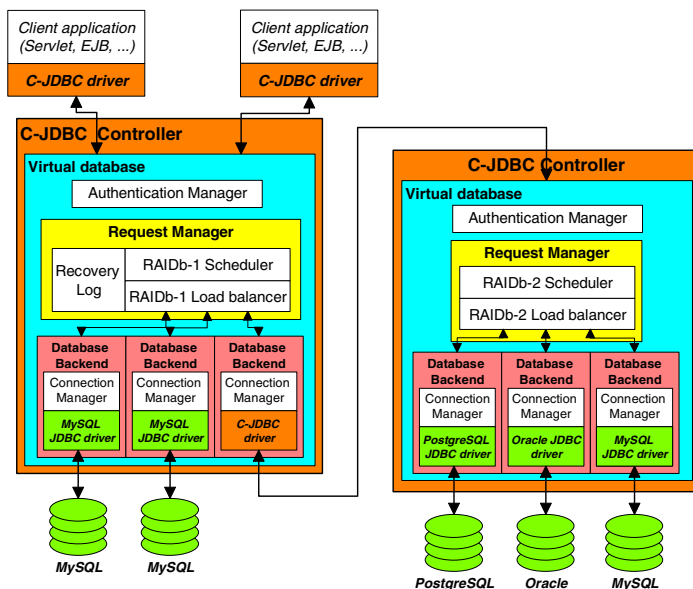 Client application
(Servlet, EJB, ...)
C-JDBC driver
Client application
(Servlet, EJB, ...)
C-JDBC driver
C-JDBC Controller
Virtual database
Authentication Manager
Request Manager
Recovery
Log
RAIDb-1 Scheduler
RAIDb-1 Load balancer
Database
Backend
Connection
Manager
MySQL
JDBC driver
Database
Backend
Connection
Manager
MySQL
JDBC driver
Database
Backend
Connection
Manager
C-JDBC
driver
MySQL
MySQL
C-JDBC Controller
Virtual database
Authentication Manager
Request Manager
RAIDb-2 Scheduler
RAIDb-2 Load balancer
Database
Backend
Connection
Manager
PostgreSQL
JDBC driver
Database
Backend
Connection
Manager
Oracle JDBC
driver
Database
Backend
Connection
Manager
MySQL
JDBC driver
PostgreSQL
Oracle
MySQL